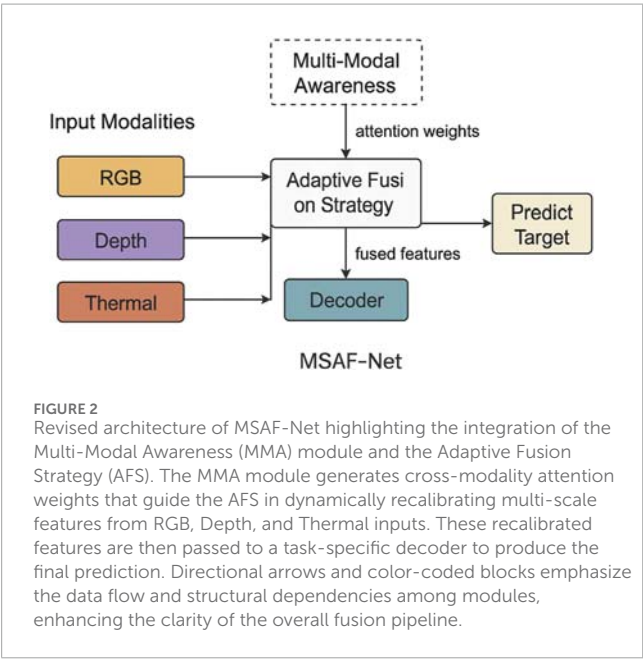 Multi-Modal
Awareness
Input Modalities
attention weights
RGB
Adaptive Fusi
on Strategy
Predict
Target
Depth
fused features
Thermal
Decoder
MSAF-Net
FIGURE 2
Revised architecture of MSAF-Net highlighting the integration of the
Multi-Modal Awareness (MMA) module and the Adaptive Fusion
Strategy (AFS). The MMA module generates cross-modality attention
weights that guide the AFS in dynamically recalibrating multi-scale
features from RGB, Depth, and Thermal inputs. These recalibrated
features are then passed to a task-specific decoder to produce the
final prediction. Directional arrows and color-coded blocks emphasize
the data flow and structural dependencies among modules,
enhancing the clarity of the overall fusion pipeline.